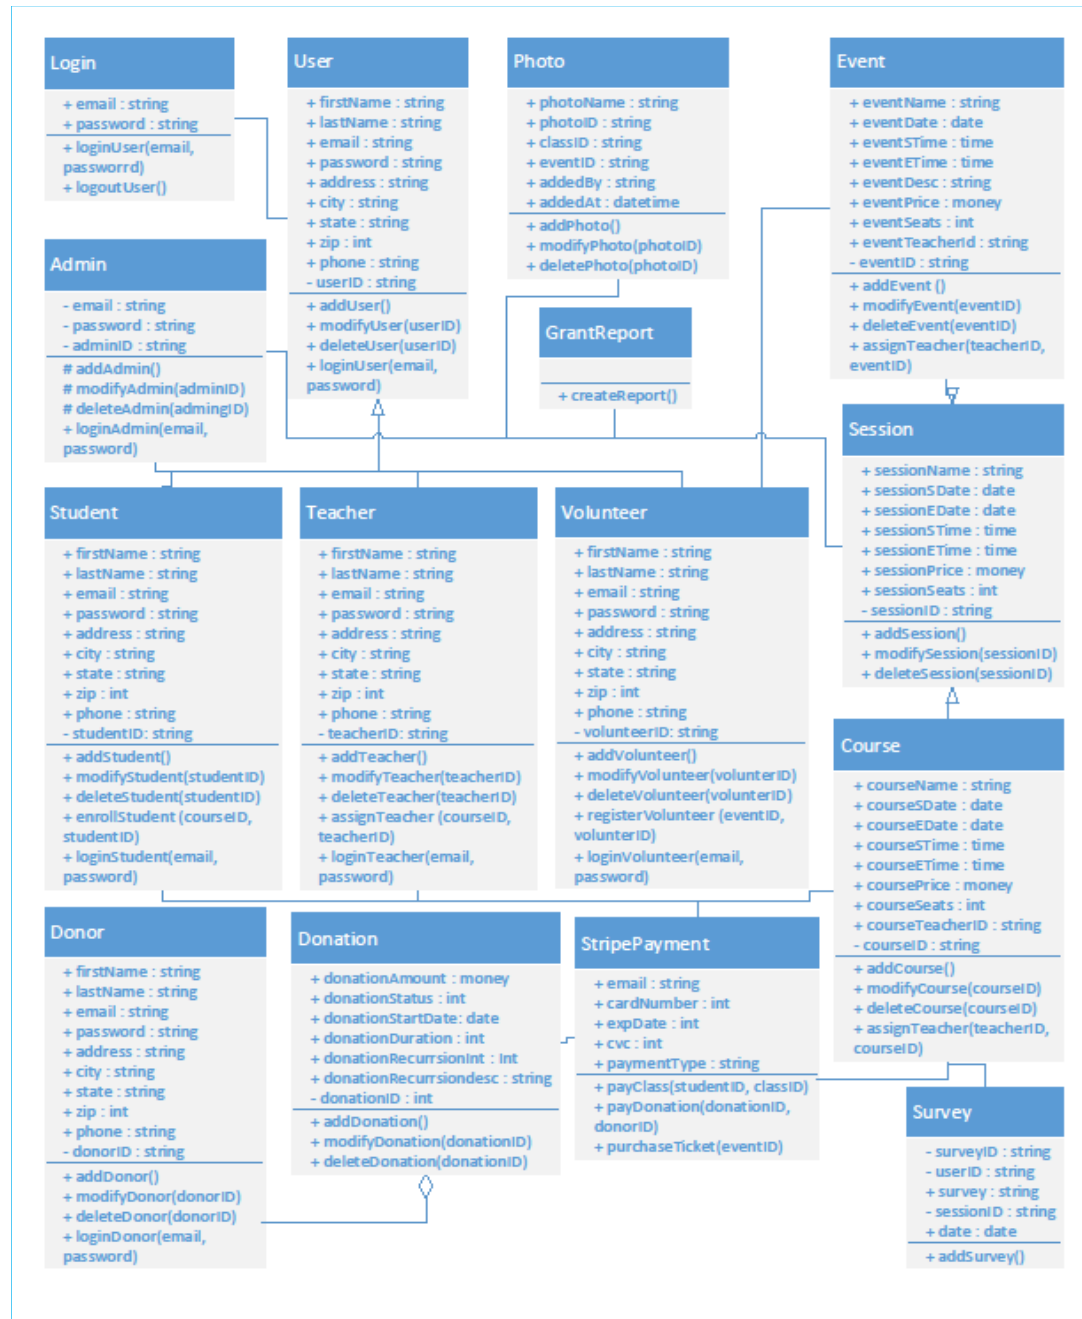 Login
+ email : string
+ password : string
+ loginUser(email,
passworrd)
+ logoutUser()
User
+ firstName : string
+ lastName : string
+ email : string
+ password : string
+ address : string
+ city : string
+ state : string
+ zip : int
+ phone : string
- userID : string
+ addUser()
+ modifyUser(userID)
+ deleteUser(userID)
+ loginUser(email,
password)
Photo
+ photoName : string
+ photoID : string
+ classID : string
+ eventID : string
+ addedBy : string
+ addedAt : datetime
+ addPhoto()
+ modifyPhoto(photoID)
+ deletePhoto(photoID)
Event
+ eventName : string
+ eventDate : date
+ eventSTime : time
+ eventETime : time
+ eventDesc : string
+ eventPrice : money
+ eventSeats : int
+ eventTeacherId : string
- eventID : string
+ addEvent ()
+ modifyEvent(eventID)
+ deleteEvent(eventID)
+ assignTeacher(teacherID,
eventID)
Admin
- email : string
- password : string
- adminID : string
# addAdmin()
# modifyAdmin(adminID)
# deleteAdmin(admingID)
+ loginAdmin(email,
password)
GrantReport
+ createReport()
Session
+ sessionName : string
+ sessionSDate : date
+ sessionEDate : date
+ sessionSTime : time
+ sessionETime : time
+ sessionPrice : money
+ sessionSeats : int
- sessionID : string
+ addSession()
+ modifySession(sessionID)
+ deleteSession(sessionID)
Student
+ firstName : string
+ lastName : string
+ email : string
+ password : string
+ address : string
+ city : string
+ state : string
+ zip : int
+ phone : string
- studentID: string
+ addStudent()
+ modifyStudent(studentID)
+ deleteStudent(studentID)
+ enrollStudent (courseID,
studentID)
+ loginStudent(email,
password)
Teacher
+ firstName : string
+ lastName : string
+ email : string
+ password : string
+ address : string
+ city : string
+ state : string
+ zip : int
+ phone : string
- teacherID: string
+ addTeacher()
+ modifyTeacher(teacherID)
+ deleteTeacher(teacherID)
+ assignTeacher (courseID,
teacherID)
+ loginTeacher(email,
password)
Volunteer
+ firstName : string
+ lastName : string
+ email : string
+ password : string
+ address : string
+ city : string
+ state : string
+ zip : int
+ phone : string
- volunteerID: string
+ addVolunteer()
+ modifyVolunteer(volunterID)
+ deleteVolunteer(volunterID)
+ registerVolunteer (eventID,
volunterID)
+ loginVolunteer(email,
password)
Course
+ courseName : string
+ courseSDate : date
+ courseEDate : date
+ courseSTime : time
+ courseETime : time
+ coursePrice : money
+ courseSeats : int
+ courseTeacherID : string
- courseID : string
+ addCourse()
+ modifyCourse(courseID)
+ deleteCourse(courseID)
+ assignTeacher(teacherID,
courseID)
Donor
+ firstName : string
+ lastName : string
+ email : string
+ password : string
+ address : string
+ city : string
+ state : string
+ zip : int
+ phone : string
- donorID : string
+ addDonor()
+ modifyDonor(donorID)
+ deleteDonor(donorID)
+ loginDonor(email,
password)
Donation
+ donationAmount : money
+ donationStatus : int
+ donationStartDate: date
+ donationDuration : int
+ donationRecurrsionInt : Int
+ donationRecurrsiondesc : string
- donationID : int
+ addDonation()
+ modifyDonation(donationID)
+ deleteDonation(donationID)
StripePayment
+ email : string
+ cardNumber : int
+ expDate : int
+ cvc : int
+ paymentType : string
+ payClass(studentID, classID)
+ payDonation(donationID,
donorID)
+ purchaseTicket(eventID)
Survey
- surveyID : string
- userID : string
+ survey : string
- sessionID : string
+ date : date
+ addSurvey()